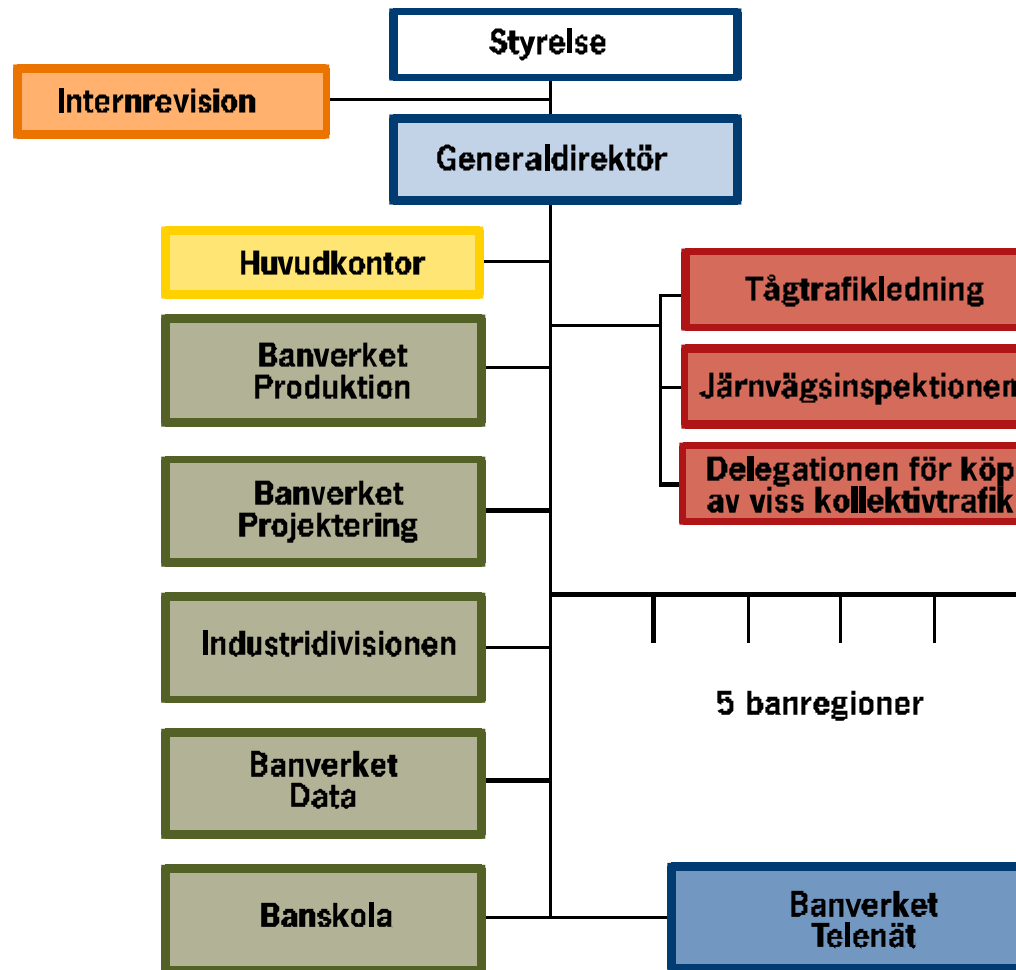 Styrelse
Internrevision
Generaldirektör
Huvudkontor
Banverket
Produktion
Banverket
Projektering
Industridivisionen
Banverket
Data
Banskola
Tågtrafikledning
Järnvägsinspektionen
Delegationen för köp
av viss kollektivtrafik
5 banregioner
Banverket
Telenät